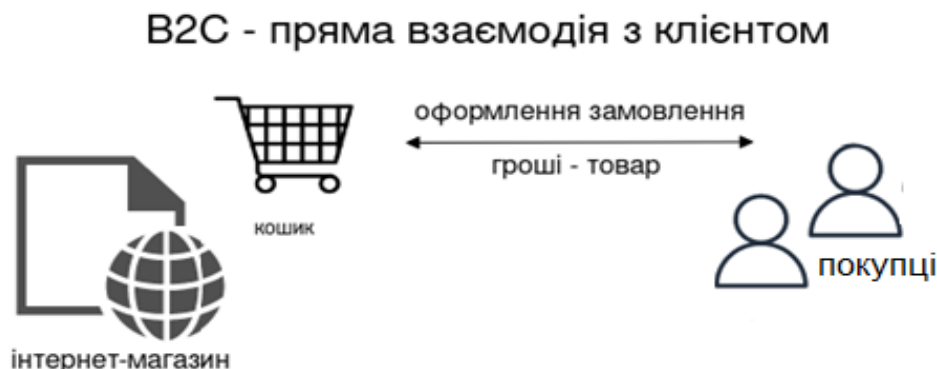 B2C - пряма взаємодія з клієнтом
оформлення замовлення
гроші - товар
кошик
покупці
інтернет-магазин